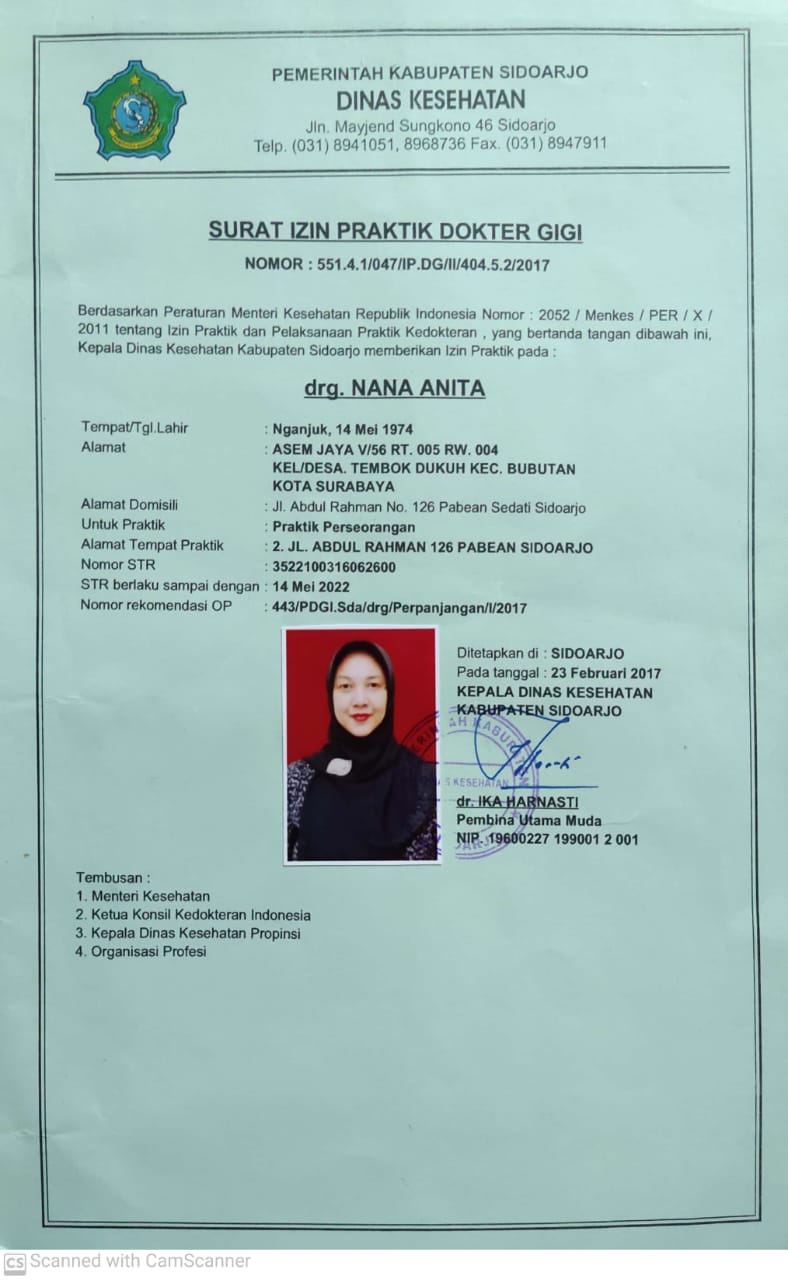 PEMERINTAH KABUPATEN SIDOARJO
DINAS KESEHATAN
Jln. Mayjend Sungkono 46 Sidoarjo
Telp. (031) 8941051, 8968736 Fax. (031) 8947911
SURAT IZIN PRAKTIK DOKTER GIGI
NOMOR : 551.4.1/047/IP.DG/II/404.5.2/2017
Berdasarkan Peraturan Menteri Kesehatan Republik Indonesia Nomor : 2052 / Menkes / PER / X /
2011 tentang Izin Praktik dan Pelaksanaan Praktik Kedokteran , yang bertanda tangan dibawah ini,
Kepala Dinas Kesehatan Kabupaten Sidoarjo memberikan Izin Praktik pada :
drg. NANA ANITA
Tempat/Tgl.Lahir : Nganjuk, 14 Mei 1974
Alamat : ASEM JAYA V/56 RT. 005 RW. 004
KEL/DESA. TEMBOK DUKUH KEC. BUBUTAN
KOTA SURABAYA
Alamat Domisili : Jl. Abdul Rahman No. 126 Pabean Sedati Sidoarjo
Untuk Praktik : Praktik Perseorangan
Alamat Tempat Praktik : 2. JL. ABDUL RAHMAN 126 PABEAN SIDOARJO
Nomor STR : 3522100316062600
STR berlaku sampai dengan : 14 Mei 2022
Nomor rekomendasi OP : 443/PDGI.Sda/drg/Perpanjangan/I/2017
Ditetapkan di : SIDOARJO
Pada tanggal : 23 Februari 2017
KEPALA DINAS KESEHATAN
KABUPATEN SIDOARJO
dr. IKA HARNASTI
Pembina Utama Muda
NIP. 19600227 199001 2 001
Tembusan :
1. Menteri Kesehatan
2. Ketua Konsil Kedokteran Indonesia
3. Kepala Dinas Kesehatan Propinsi
4. Organisasi Profesi
CS Scanned with CamScanner